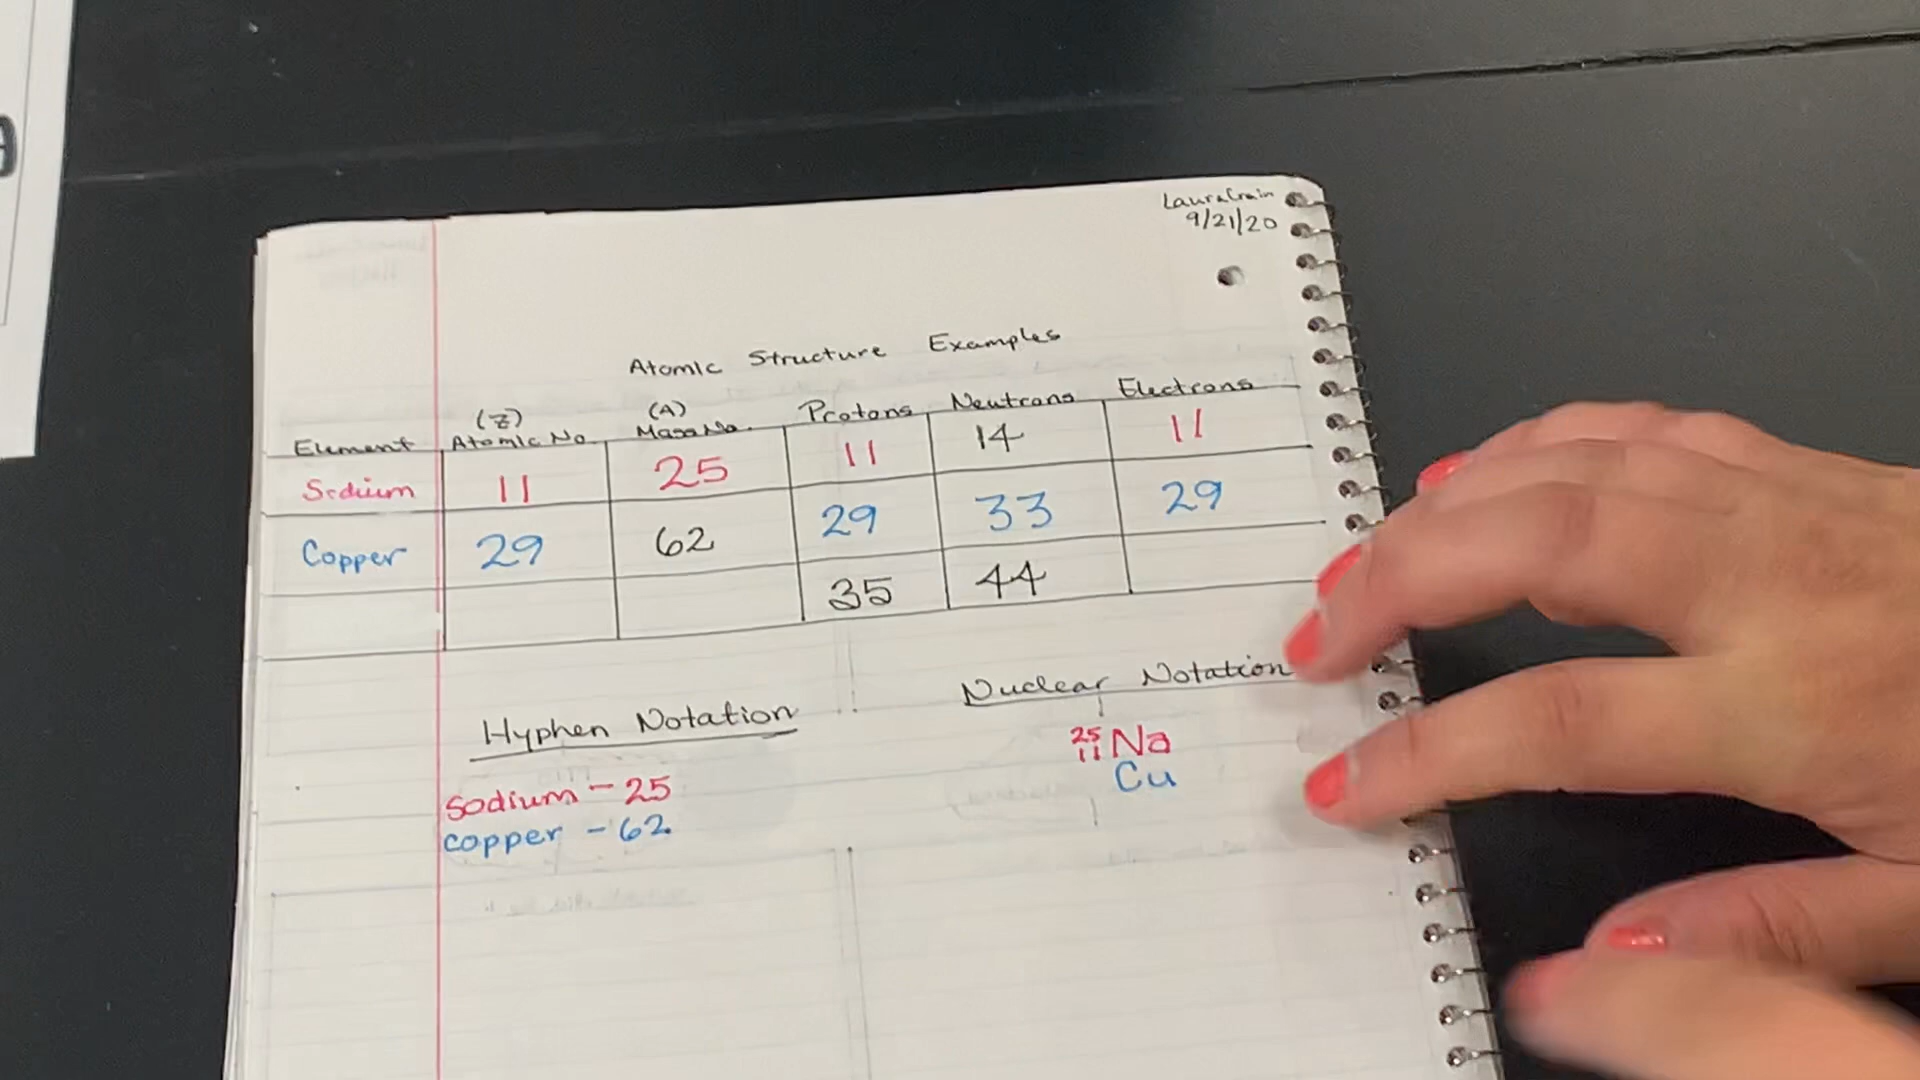 Laura Crain
9/21/20
Atomic Structure Examples
Element (Z) Atomic No. (A) Mass No. Protons Neutrons Electrons
Sodium 11 25 11 14 11
Copper 29 62 29 33 29
35 44
Hyphen Notation
sodium - 25
copper - 62
Nuclear Notation
25 11 Na
Cu